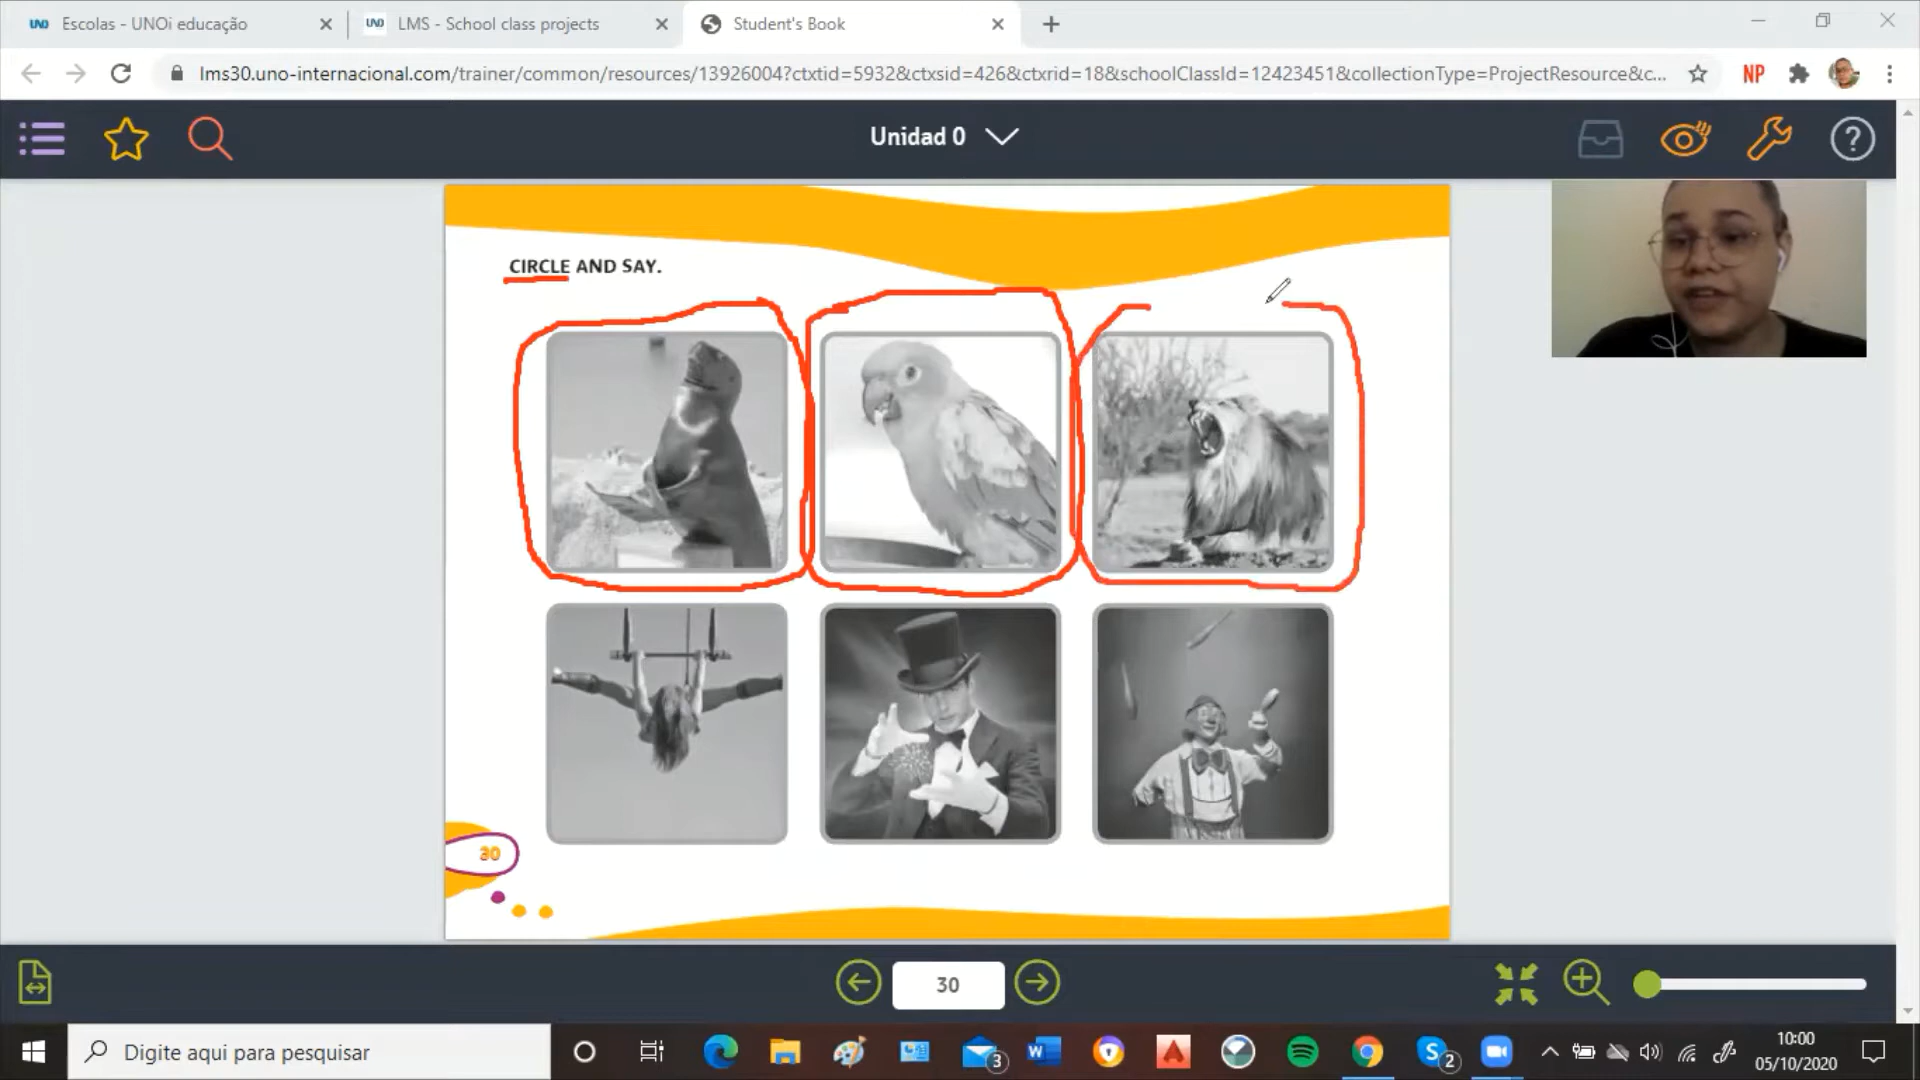 Escolas - UNOi educação
LMS - School class projects
Student's Book
lms30.uno-internacional.com/trainer/common/resources/13926004?ctxtid=5932&ctxsid=426&ctxrid=18&schoolClassId=12423451&collectionType=ProjectResource&c...
NP
Unidad 0
CIRCLE AND SAY.
30
30
Digite aqui para pesquisar
3
2
10:00
05/10/2020